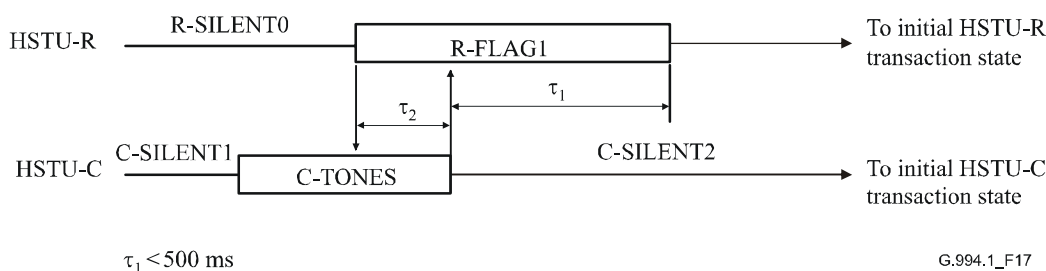 R-SILENT0
HSTU-R
R-FLAG1
To initial HSTU-R
transaction state
τ2
τ1
C-SILENT1
C-SILENT2
HSTU-C
C-TONES
To initial HSTU-C
transaction state
τ1 < 500 ms
G.994.1_F17